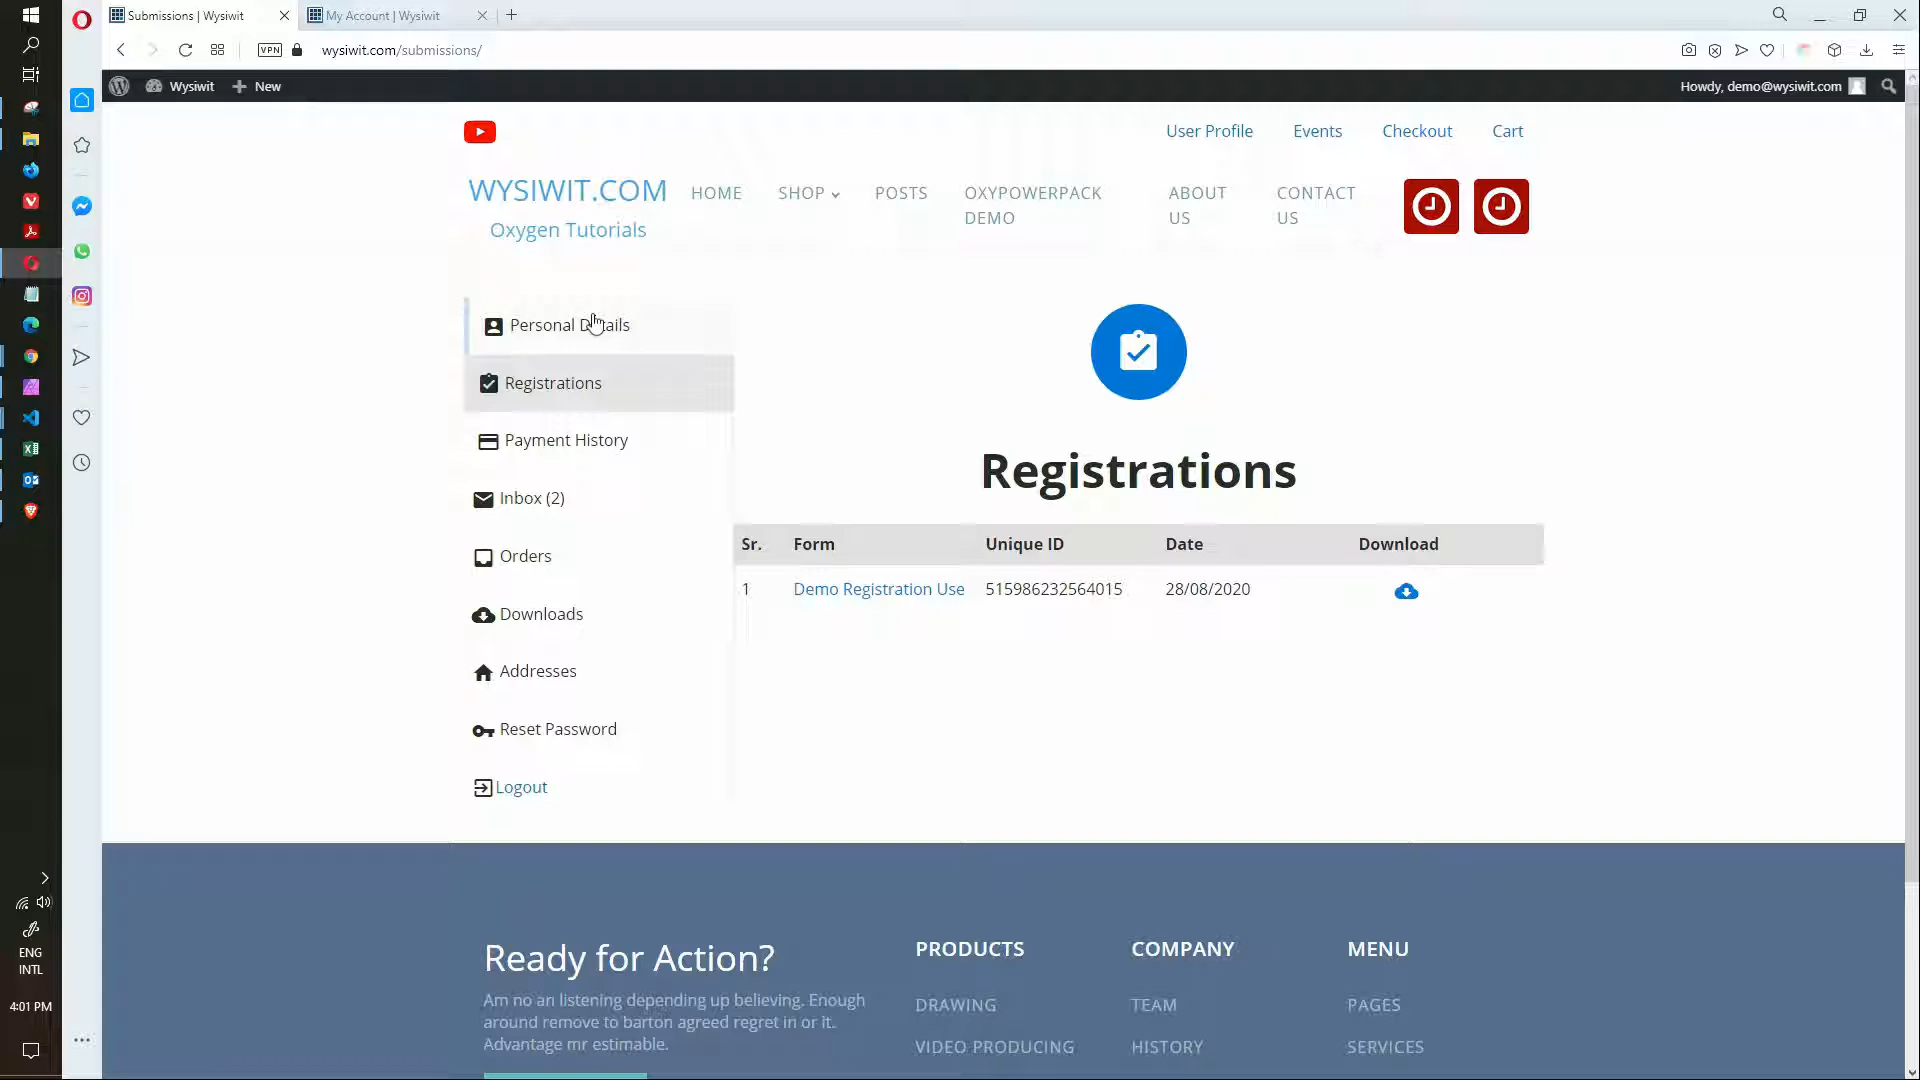 Submissions | Wysiwit
My Account | Wysiwit
VPN
wysiwit.com/submissions/
Wysiwit
New
Howdy, demo@wysiwit.com
User Profile
Events
Checkout
Cart
WYSIWIT.COM
Oxygen Tutorials
HOME
SHOP
POSTS
OXYPOWERPACK
DEMO
ABOUT
US
CONTACT
US
Personal Details
Registrations
Payment History
Inbox (2)
Orders
Downloads
Addresses
Reset Password
Logout
Registrations
Sr. Form Unique ID Date Download
1 Demo Registration Use 515986232564015 28/08/2020
Ready for Action?
Am no an listening depending up believing. Enough
around remove to barton agreed regret in or it.
Advantage mr estimable.
PRODUCTS
DRAWING
VIDEO PRODUCING
COMPANY
TEAM
HISTORY
MENU
PAGES
SERVICES
ENG
INTL
4:01 PM